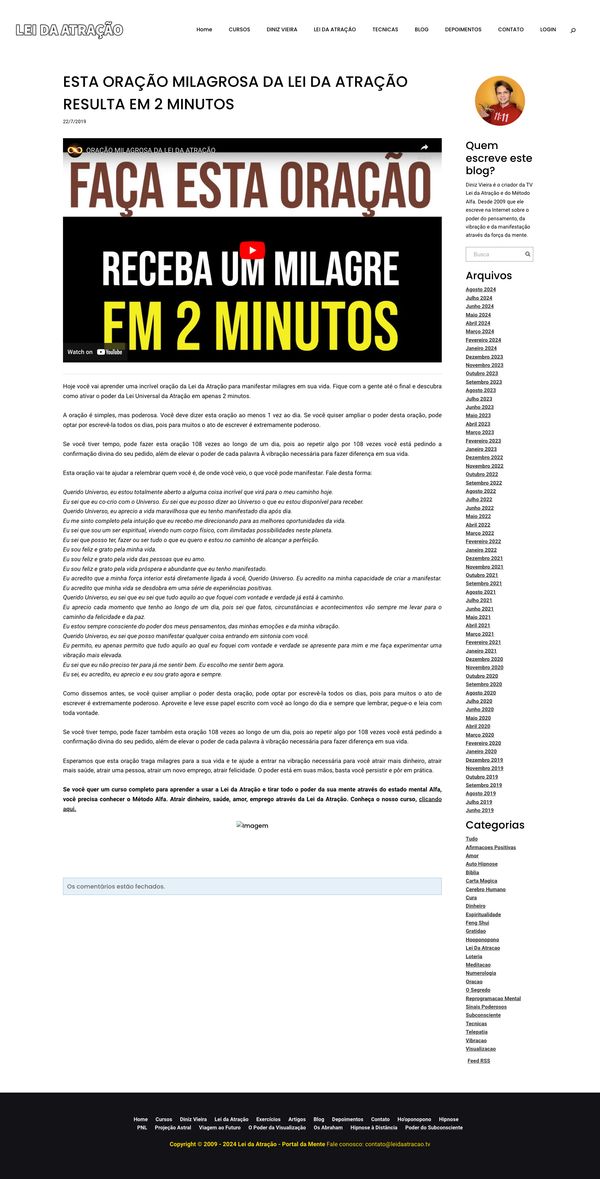 LEI DA ATRAÇÃO
Home CURSOS DINIZ VIEIRA LEI DA ATRAÇÃO TECNICAS BLOG DEPOIMENTOS CONTATO LOGIN
ESTA ORAÇÃO MILAGROSA DA LEI DA ATRAÇÃO
RESULTA EM 2 MINUTOS
22/7/2019
ORAÇÃO MILAGROSA DA LEI DA ATRAÇÃO
FAÇA ESTA ORAÇÃO
RECEBA UM MILAGRE
EM 2 MINUTOS
Watch on YouTube
Hoje você vai aprender uma incrível oração da Lei da Atração para manifestar milagres em sua vida. Fique com a gente até o final e descubra
como ativar o poder da Lei Universal da Atração em apenas 2 minutos.
A oração é simples, mas poderosa. Você deve dizer esta oração ao menos 1 vez ao dia. Se você quiser ampliar o poder desta oração, pode
optar por escrevê-la todos os dias, pois para muitos o ato de escrever é extremamente poderoso.
Se você tiver tempo, pode fazer esta oração 108 vezes ao longo de um dia, pois ao repetir algo por 108 vezes você está pedindo a
confirmação divina do seu pedido, além de elevar o poder de cada palavra À vibração necessária para fazer diferença em sua vida.
Esta oração vai te ajudar a relembrar quem você é, de onde você veio, o que você pode manifestar. Fale desta forma:
Querido Universo, eu estou totalmente aberto a alguma coisa incrível que virá para o meu caminho hoje.
Eu sei que eu co-crio com o Universo. Eu sei que eu posso dizer ao Universo o que eu estou disponível para receber.
Querido Universo, eu aprecio a vida maravilhosa que eu tenho manifestado dia após dia.
Eu me sinto completo pela intuição que eu recebo me direcionando para as melhores oportunidades da vida.
Eu sei que sou um ser espiritual, vivendo num corpo físico, com ilimitadas possibilidades neste planeta.
Eu sei que posso ter, fazer ou ser tudo o que eu quero e estou no caminho de alcançar a perfeição.
Eu sou feliz e grato pela minha vida.
Eu sou feliz e grato pela vida das pessoas que eu amo.
Eu sou feliz e grato pela vida próspera e abundante que eu tenho manifestado.
Eu acredito que a minha força interior está diretamente ligada à você, Querido Universo. Eu acredito na minha capacidade de criar a manifestar.
Eu acredito que minha vida se desdobra em uma série de experiências positivas.
Querido Universo, eu sei que eu sei que tudo aquilo ao que foquei com vontade e verdade já está à caminho.
Eu aprecio cada momento que tenho ao longo de um dia, pois sei que fatos, circunstâncias e acontecimentos vão sempre me levar para o
caminho da felicidade e da paz.
Eu estou sempre consciente do poder dos meus pensamentos, das minhas emoções e da minha vibração.
Querido Universo, eu sei que posso manifestar qualquer coisa entrando em sintonia com você.
Eu permito, eu apenas permito que tudo aquilo ao qual eu foquei com vontade e verdade se apresente para mim e me faça experimentar uma
vibração mais elevada.
Eu sei que eu não preciso ter para já me sentir bem. Eu escolho me sentir bem agora.
Eu sei, eu acredito, eu aprecio e eu sou grato agora e sempre.
Como dissemos antes, se você quiser ampliar o poder desta oração, pode optar por escrevê-la todos os dias, pois para muitos o ato de
escrever é extremamente poderoso. Aproveite e leve esse papel escrito com você ao longo do dia e sempre que lembrar, pegue-o e leia com
toda vontade.
Se você tiver tempo, pode fazer também esta oração 108 vezes ao longo de um dia, pois ao repetir algo por 108 vezes você está pedindo a
confirmação divina do seu pedido, além de elevar o poder de cada palavra à vibração necessária para fazer diferença em sua vida.
Esperamos que esta oração traga milagres para a sua vida e te ajude a entrar na vibração necessária para você atrair mais dinheiro, atrair
mais saúde, atrair uma pessoa, atrair um novo emprego, atrair felicidade. O poder está em suas mãos, basta você persistir e pôr em prática.
Se você quer um curso completo para aprender a usar a Lei da Atração e tirar todo o poder da sua mente através do estado mental Alfa,
você precisa conhecer o Método Alfa. Atrair dinheiro, saúde, amor, emprego através da Lei da Atração. Conheça o nosso curso, clicando
aqui.
Imagem
Os comentários estão fechados.
11:11
Quem
escreve este
blog?
Diniz Vieira é o criador da TV
Lei da Atração e do Método
Alfa. Desde 2009 que ele
escreve na Internet sobre o
poder do pensamento, da
vibração e da manifestação
através da força da mente.
Busca
Arquivos
Agosto 2024
Julho 2024
Junho 2024
Maio 2024
Abril 2024
Março 2024
Fevereiro 2024
Janeiro 2024
Dezembro 2023
Novembro 2023
Outubro 2023
Setembro 2023
Agosto 2023
Julho 2023
Junho 2023
Maio 2023
Abril 2023
Março 2023
Fevereiro 2023
Janeiro 2023
Dezembro 2022
Novembro 2022
Outubro 2022
Setembro 2022
Agosto 2022
Julho 2022
Junho 2022
Maio 2022
Abril 2022
Março 2022
Fevereiro 2022
Janeiro 2022
Dezembro 2021
Novembro 2021
Outubro 2021
Setembro 2021
Agosto 2021
Julho 2021
Junho 2021
Maio 2021
Abril 2021
Março 2021
Fevereiro 2021
Janeiro 2021
Dezembro 2020
Novembro 2020
Outubro 2020
Setembro 2020
Agosto 2020
Julho 2020
Junho 2020
Maio 2020
Abril 2020
Março 2020
Fevereiro 2020
Janeiro 2020
Dezembro 2019
Novembro 2019
Outubro 2019
Setembro 2019
Agosto 2019
Julho 2019
Junho 2019
Categorias
Tudo
Afirmacoes Positivas
Amor
Auto Hipnose
Biblia
Carta Magica
Cerebro Humano
Cura
Dinheiro
Espiritualidade
Feng Shui
Gratidao
Hooponopono
Lei Da Atracao
Loteria
Meditacao
Numerologia
Oracao
O Segredo
Reprogramacao Mental
Sinais Poderosos
Subconsciente
Tecnicas
Telepatia
Vibracao
Visualizacao
Feed RSS
Home Cursos Diniz Vieira Lei da Atração Exercícios Artigos Blog Depoimentos Contato Ho'oponopono Hipnose
PNL Projeção Astral Viagem ao Futuro O Poder da Visualização Os Abraham Hipnose à Distância Poder do Subconsciente
Copyright © 2009 - 2024 Lei da Atração - Portal da Mente Fale conosco: contato@leidaatracao.tv